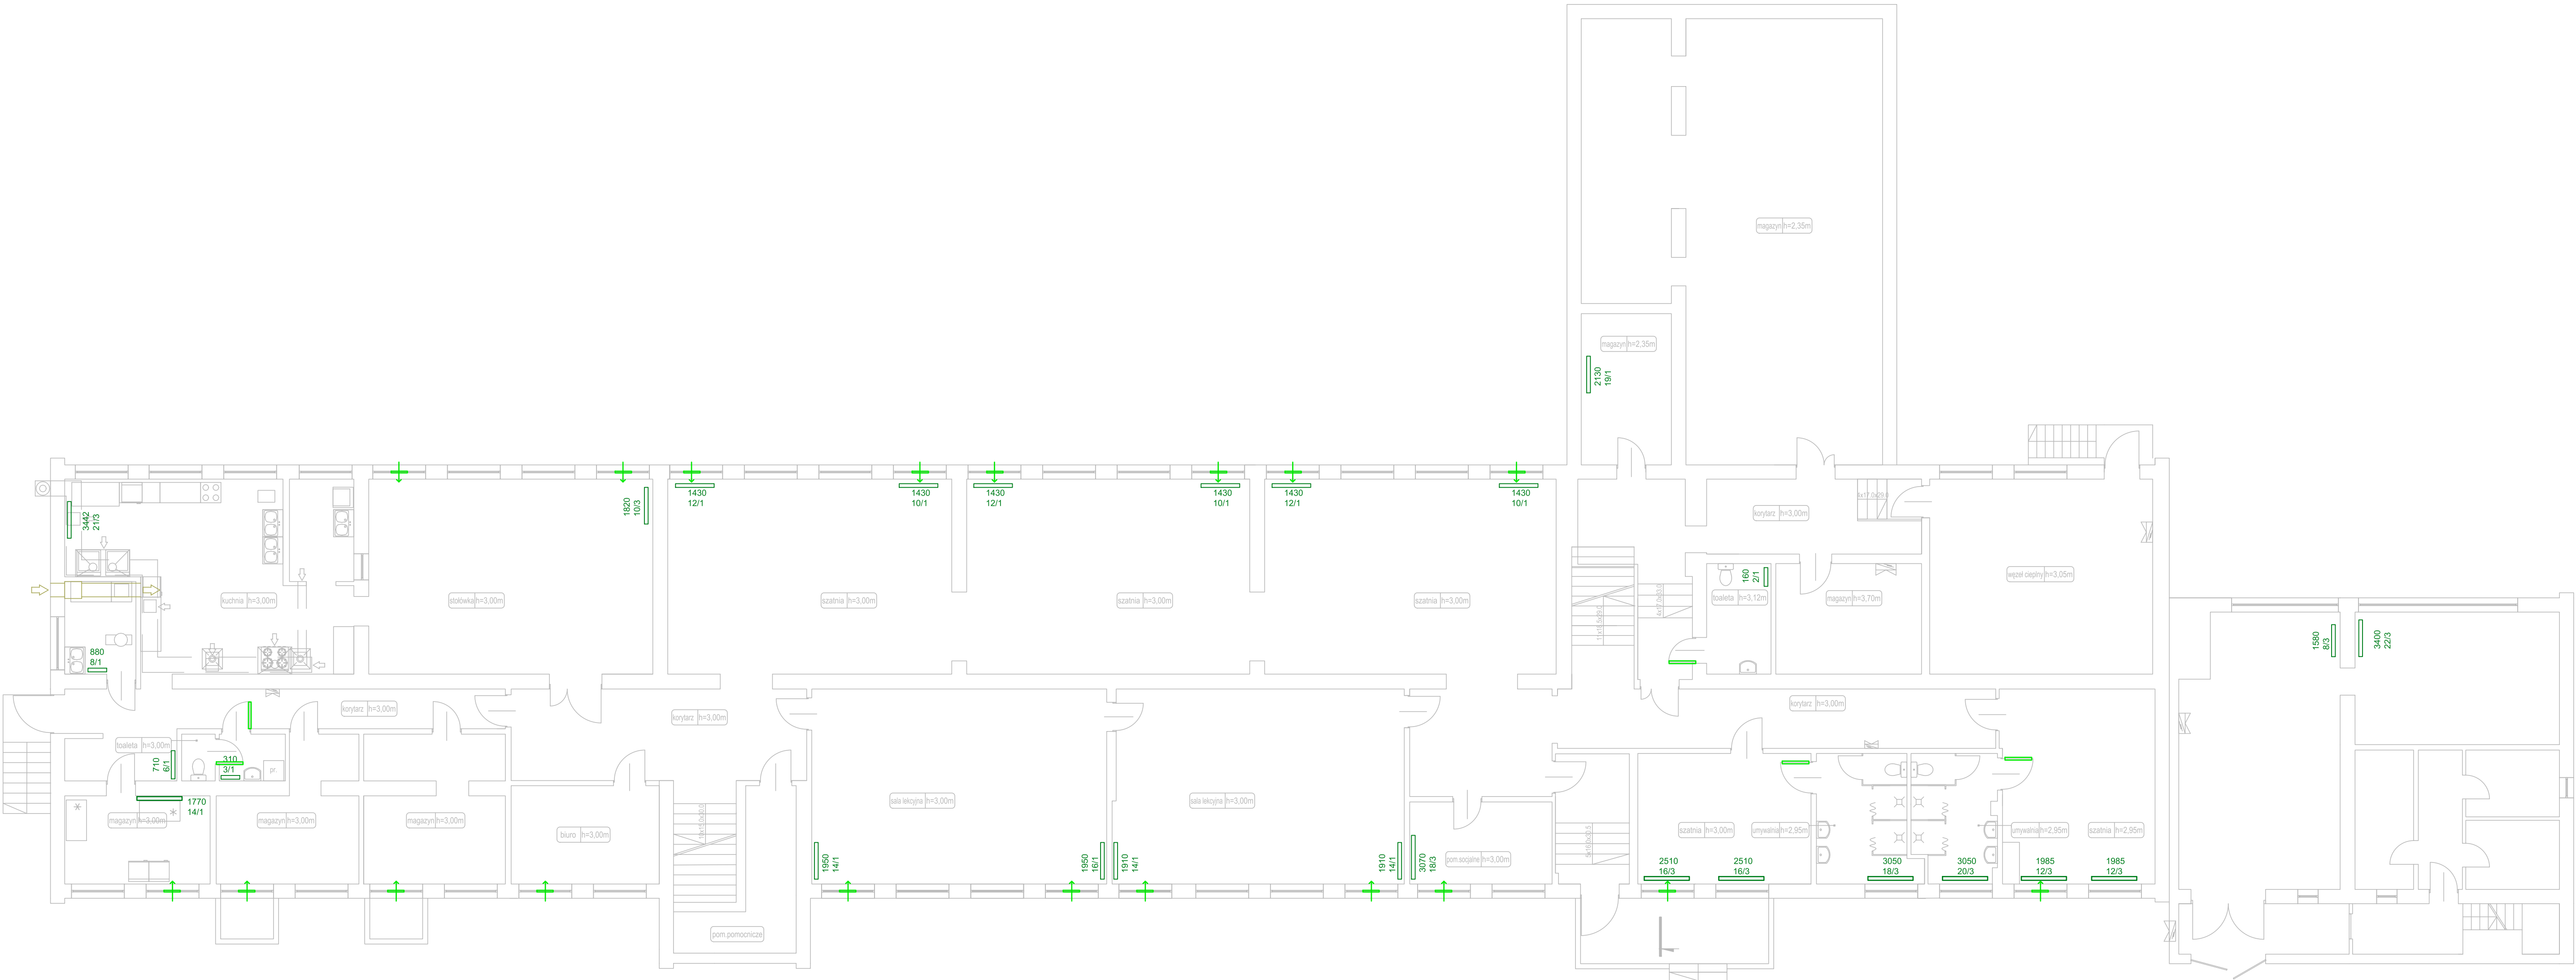 magazyn h=2,35m
magazyn h=2,35m
2130
19/1
1430
12/1
1430
10/1
1430
12/1
1430
10/1
1430
12/1
1430
10/1
1820
10/3
3442
21/3
korytarz h=3,00m
4x17,0x29,0
kuchnia h=3,00m
stołówka h=3,00m
szatnia h=3,00m
szatnia h=3,00m
szatnia h=3,00m
160
2/1
toaleta h=3,12m
magazyn h=3,70m
węzeł cieplny h=3,05m
880
8/1
1580
8/3
3400
22/3
korytarz h=3,00m
korytarz h=3,00m
korytarz h=3,00m
toaleta h=3,00m
710
6/1
310
3/1
pr.
1770
14/1
magazyn h=3,00m
magazyn h=3,00m
magazyn h=3,00m
biuro h=3,00m
sala lekcyjna h=3,00m
sala lekcyjna h=3,00m
szatnia h=3,00m
umywalnia h=2,95m
umywalnia h=2,95m
szatnia h=2,95m
pom.socjalne h=3,00m
1950
14/1
1950
16/1
1910
14/1
1910
14/1
3070
18/3
2510
16/3
2510
16/3
3050
18/3
3050
20/3
1985
12/3
1985
12/3
pom.pomocnicze